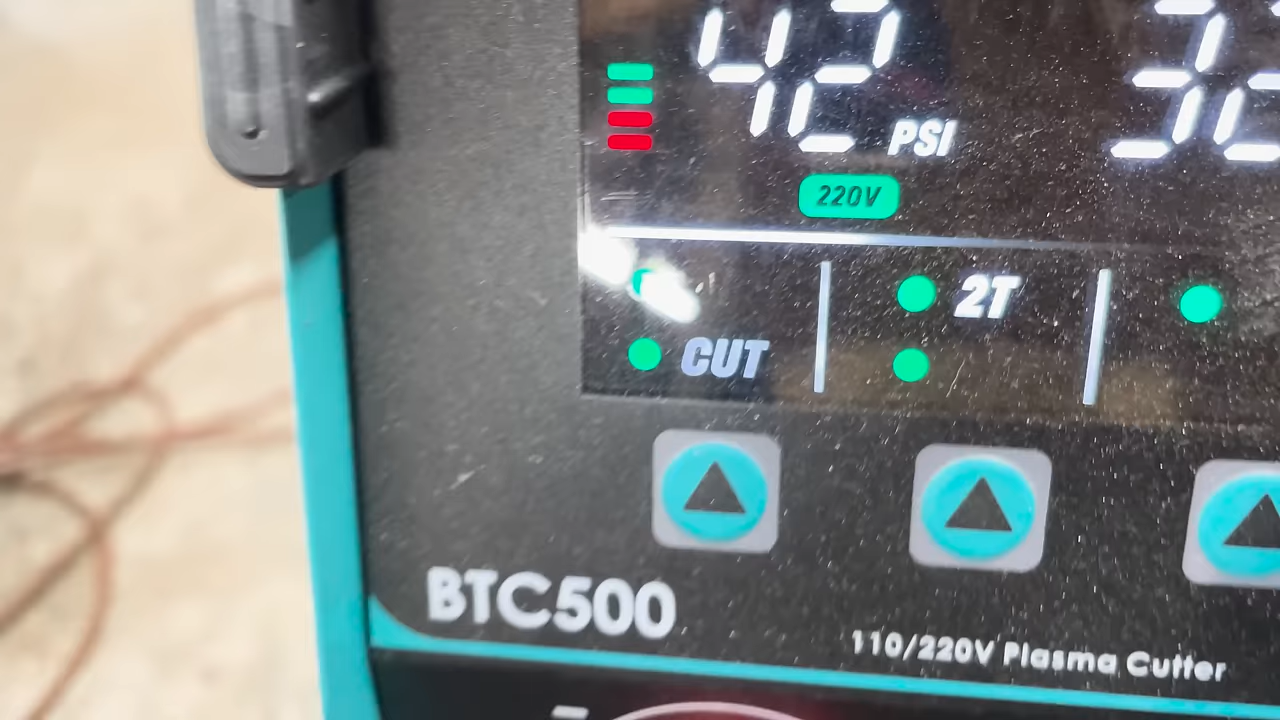 42 PSI
220V
2T
CUT
BTC500
110/220V Plasma Cutter